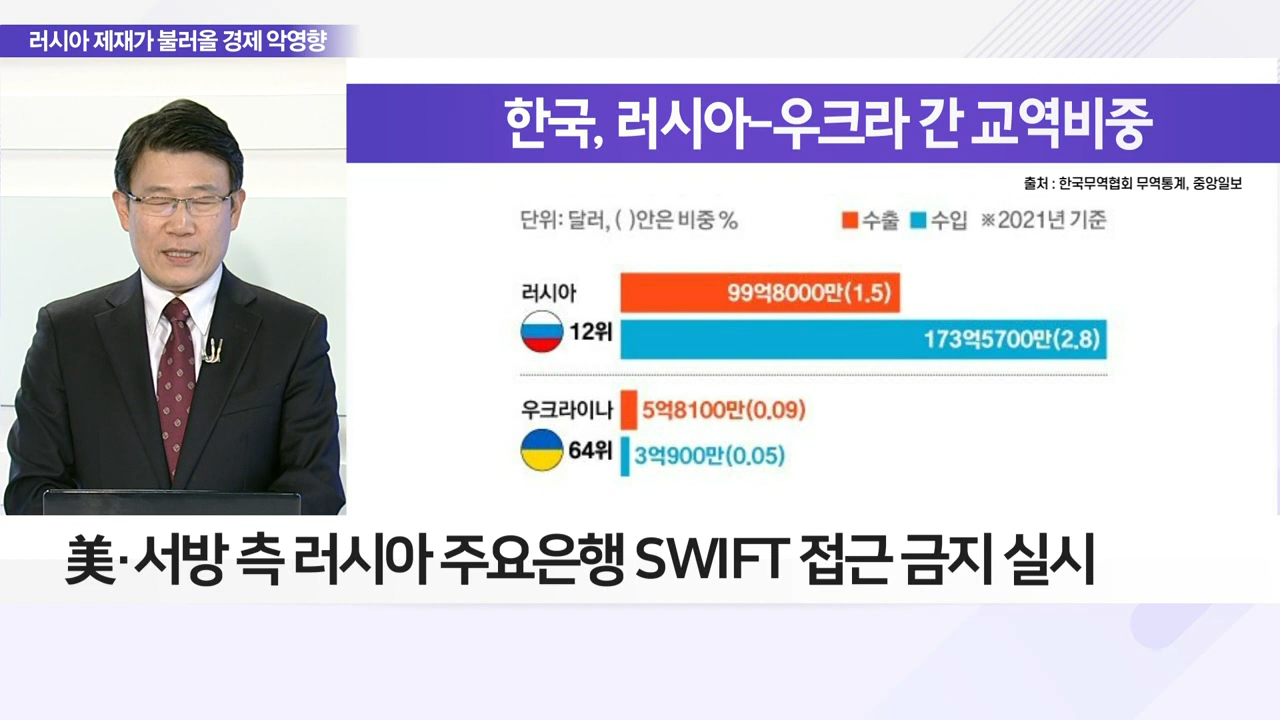 러시아 제재가 불러올 경제 악영향
한국, 러시아-우크라 간 교역비중
출처 : 한국무역협회 무역통계, 중앙일보
단위: 달러, ( )안은 비중 % 수출 수입 ※2021년 기준
러시아
12위
99억8000만(1.5)
173억5700만(2.8)
우크라이나
64위
5억8100만(0.09)
3억900만(0.05)
美·서방 측 러시아 주요은행 SWIFT 접근 금지 실시